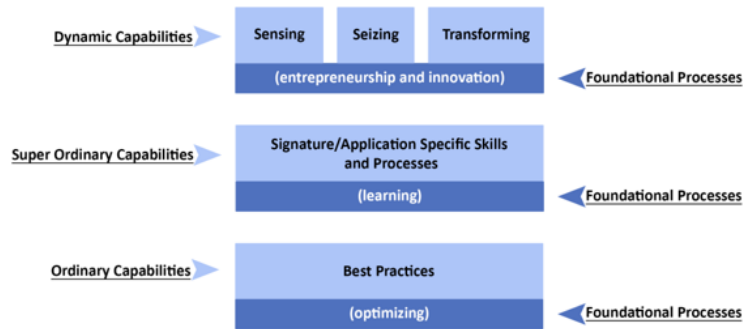 Dynamic Capabilities
Sensing
Seizing
Transforming
(entrepreneurship and innovation)
Foundational Processes
Super Ordinary Capabilities
Signature/Application Specific Skills
and Processes
(learning)
Foundational Processes
Ordinary Capabilities
Best Practices
(optimizing)
Foundational Processes